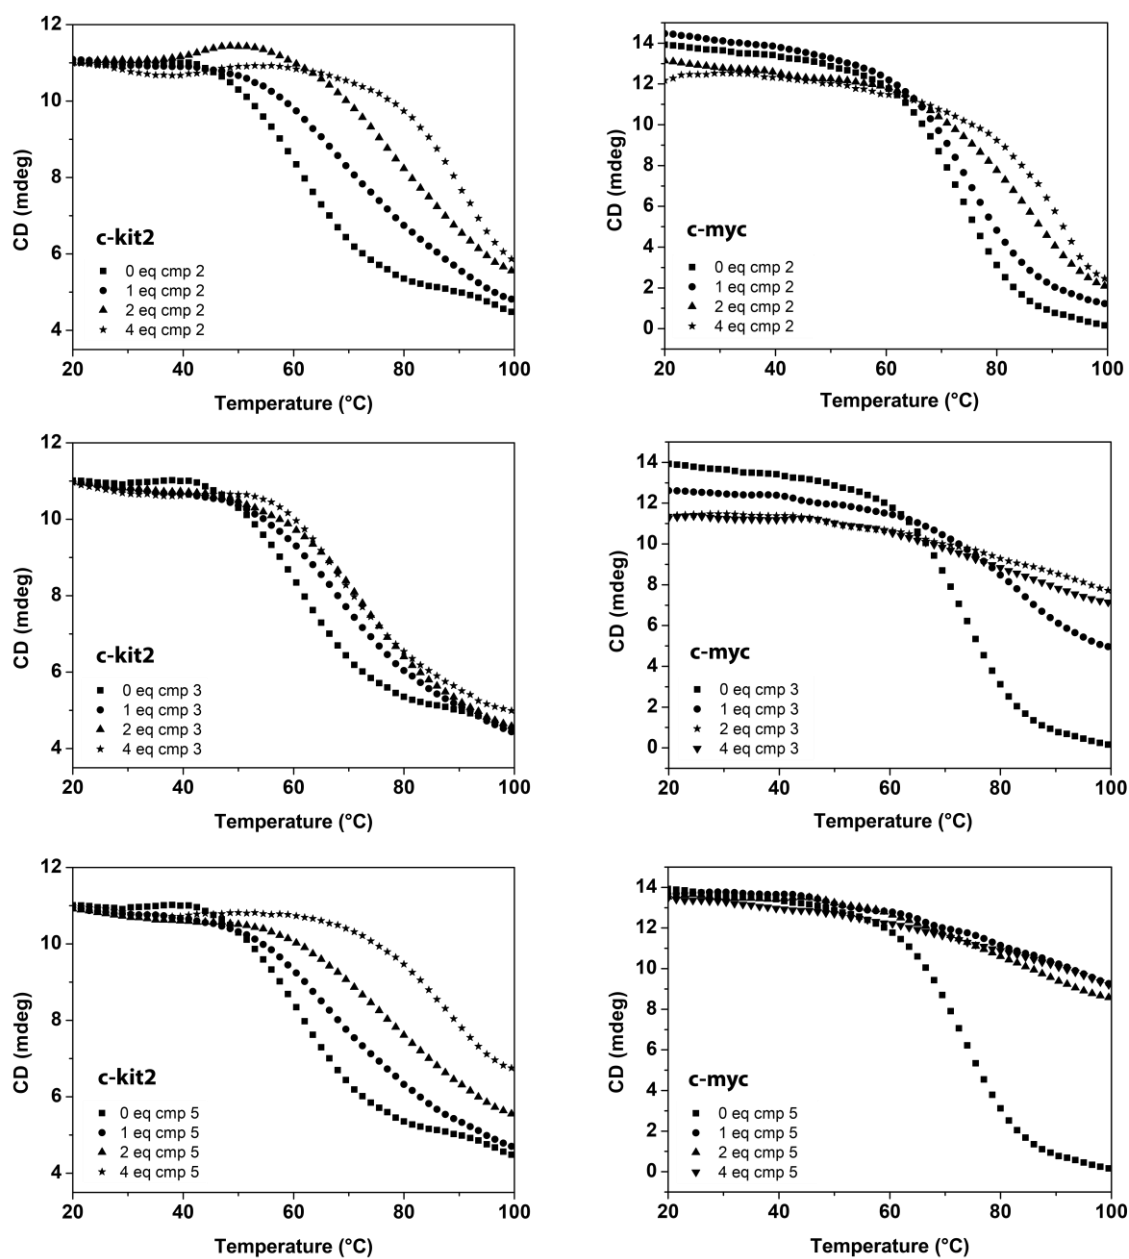 12
10
8
6
4
CD (mdeg)
c-kit2
0 eq cmp 2
1 eq cmp 2
2 eq cmp 2
4 eq cmp 2
20 40 60 80 100
Temperature (°C)
14
12
10
8
6
4
2
0
CD (mdeg)
c-myc
0 eq cmp 2
1 eq cmp 2
2 eq cmp 2
4 eq cmp 2
20 40 60 80 100
Temperature (°C)
12
10
8
6
4
CD (mdeg)
c-kit2
0 eq cmp 3
1 eq cmp 3
2 eq cmp 3
4 eq cmp 3
20 40 60 80 100
Temperature (°C)
14
12
10
8
6
4
2
0
CD (mdeg)
c-myc
0 eq cmp 3
1 eq cmp 3
2 eq cmp 3
4 eq cmp 3
20 40 60 80 100
Temperature (°C)
12
10
8
6
4
CD (mdeg)
c-kit2
0 eq cmp 5
1 eq cmp 5
2 eq cmp 5
4 eq cmp 5
20 40 60 80 100
Temperature (°C)
14
12
10
8
6
4
2
0
CD (mdeg)
c-myc
0 eq cmp 5
1 eq cmp 5
2 eq cmp 5
4 eq cmp 5
20 40 60 80 100
Temperature (°C)